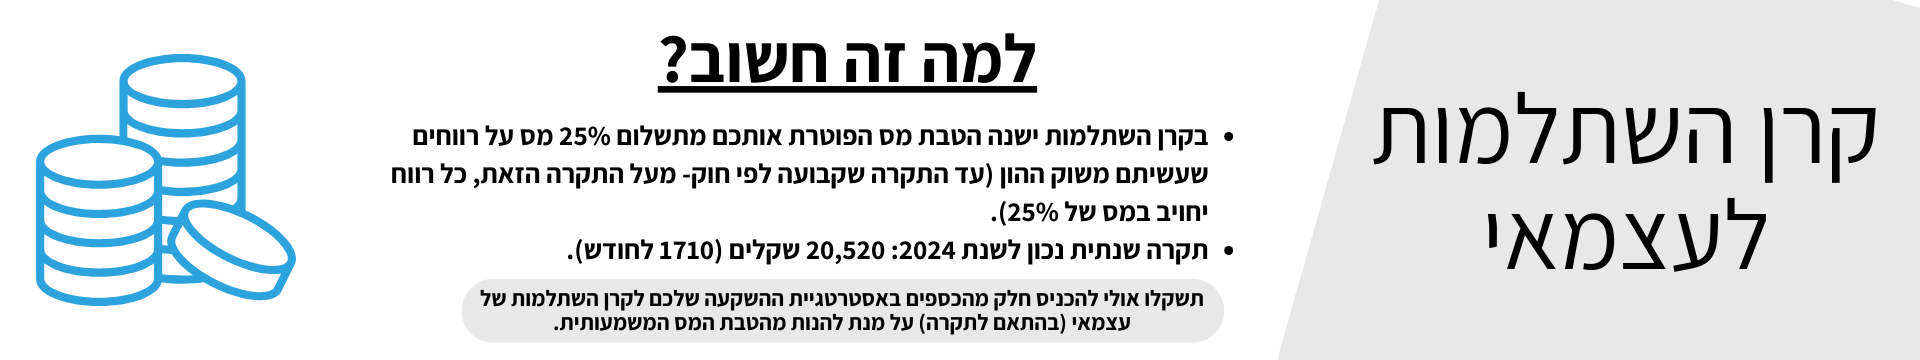 קרן השתלמות
לעצמאי
למה זה חשוב?
• בקרן השתלמות ישנה הטבת מס הפוטרת אותכם מתשלום 25% מס על רווחים
שעשיתם משוק ההון (עד התקרה שקבועה לפי חוק- מעל התקרה הזאת, כל רווח
יחויב במס של 25%).
• תקרה שנתית נכון לשנת 2024: 20,520 שקלים (1710 לחודש).
תשקלו אולי להכניס חלק מהכספים באסטרטגיית ההשקעה שלכם לקרן השתלמות של
עצמאי (בהתאם לתקרה) על מנת להנות מהטבת המס המשמעותית.